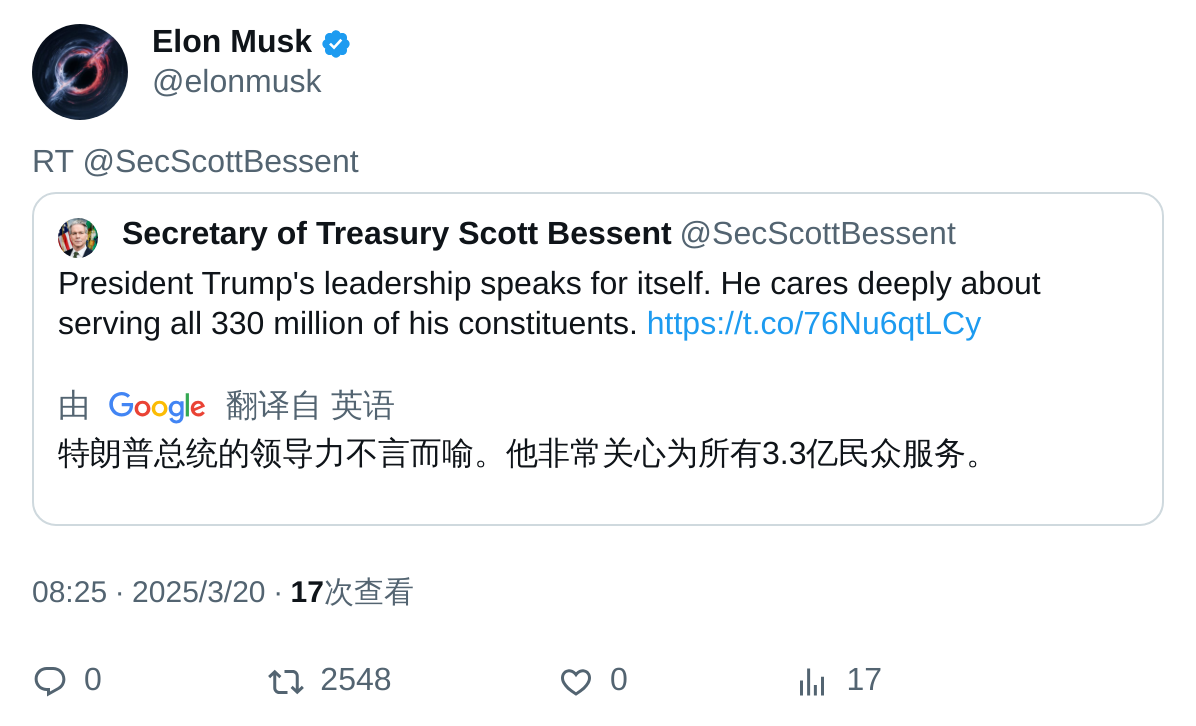 Elon Musk
@elonmusk
RT @SecScottBessent
Secretary of Treasury Scott Bessent @SecScottBessent
President Trump's leadership speaks for itself. He cares deeply about
serving all 330 million of his constituents. https://t.co/76Nu6qtLCy
由 Google 翻译自 英语
特朗普总统的领导力不言而喻。他非常关心为所有3.3亿民众服务。
08:25 · 2025/3/20 · 17次查看
0 2548 0 17